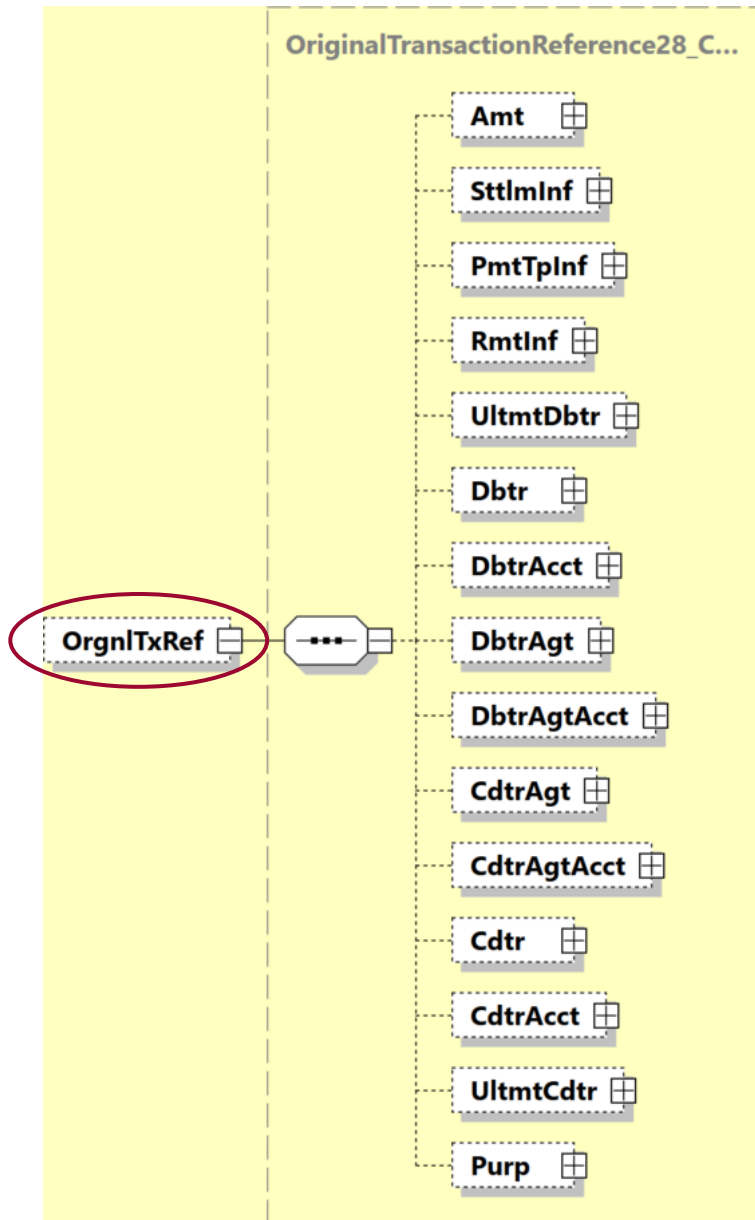 OriginalTransactionReference28_C...
Amt
SttlmInf
PmtTpInf
RmtInf
UltmtDbtr
Dbtr
DbtrAcct
OrgnlTxRef
DbtrAgt
DbtrAgtAcct
CdtrAgt
CdtrAgtAcct
Cdtr
CdtrAcct
UltmtCdtr
Purp